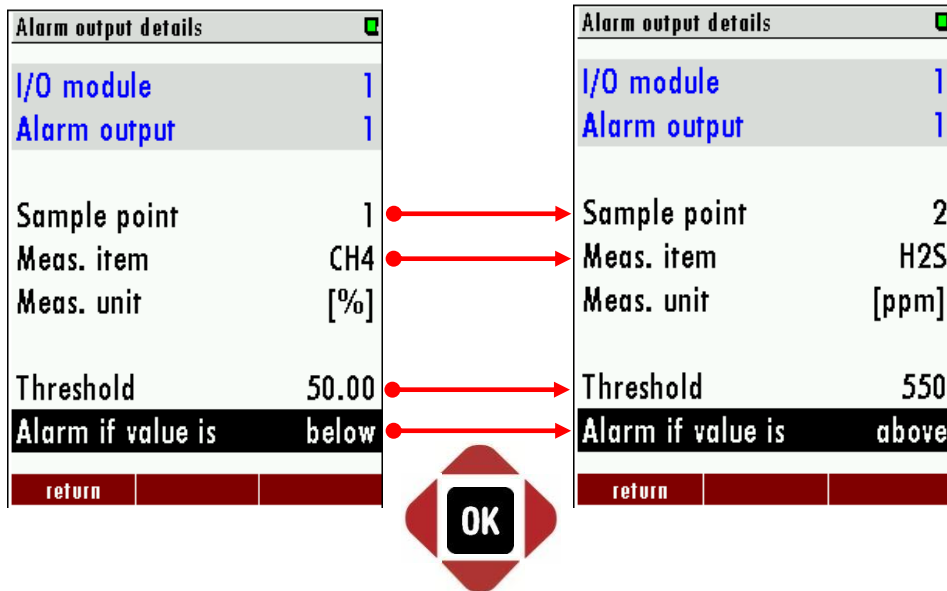 Alarm output details
I/O module 1
Alarm output 1
Sample point 1
Meas. item CH4
Meas. unit [%]
Threshold 50.00
Alarm if value is below
return
OK
Alarm output details
I/O module 1
Alarm output 1
Sample point 2
Meas. item H2S
Meas. unit [ppm]
Threshold 550
Alarm if value is above
return